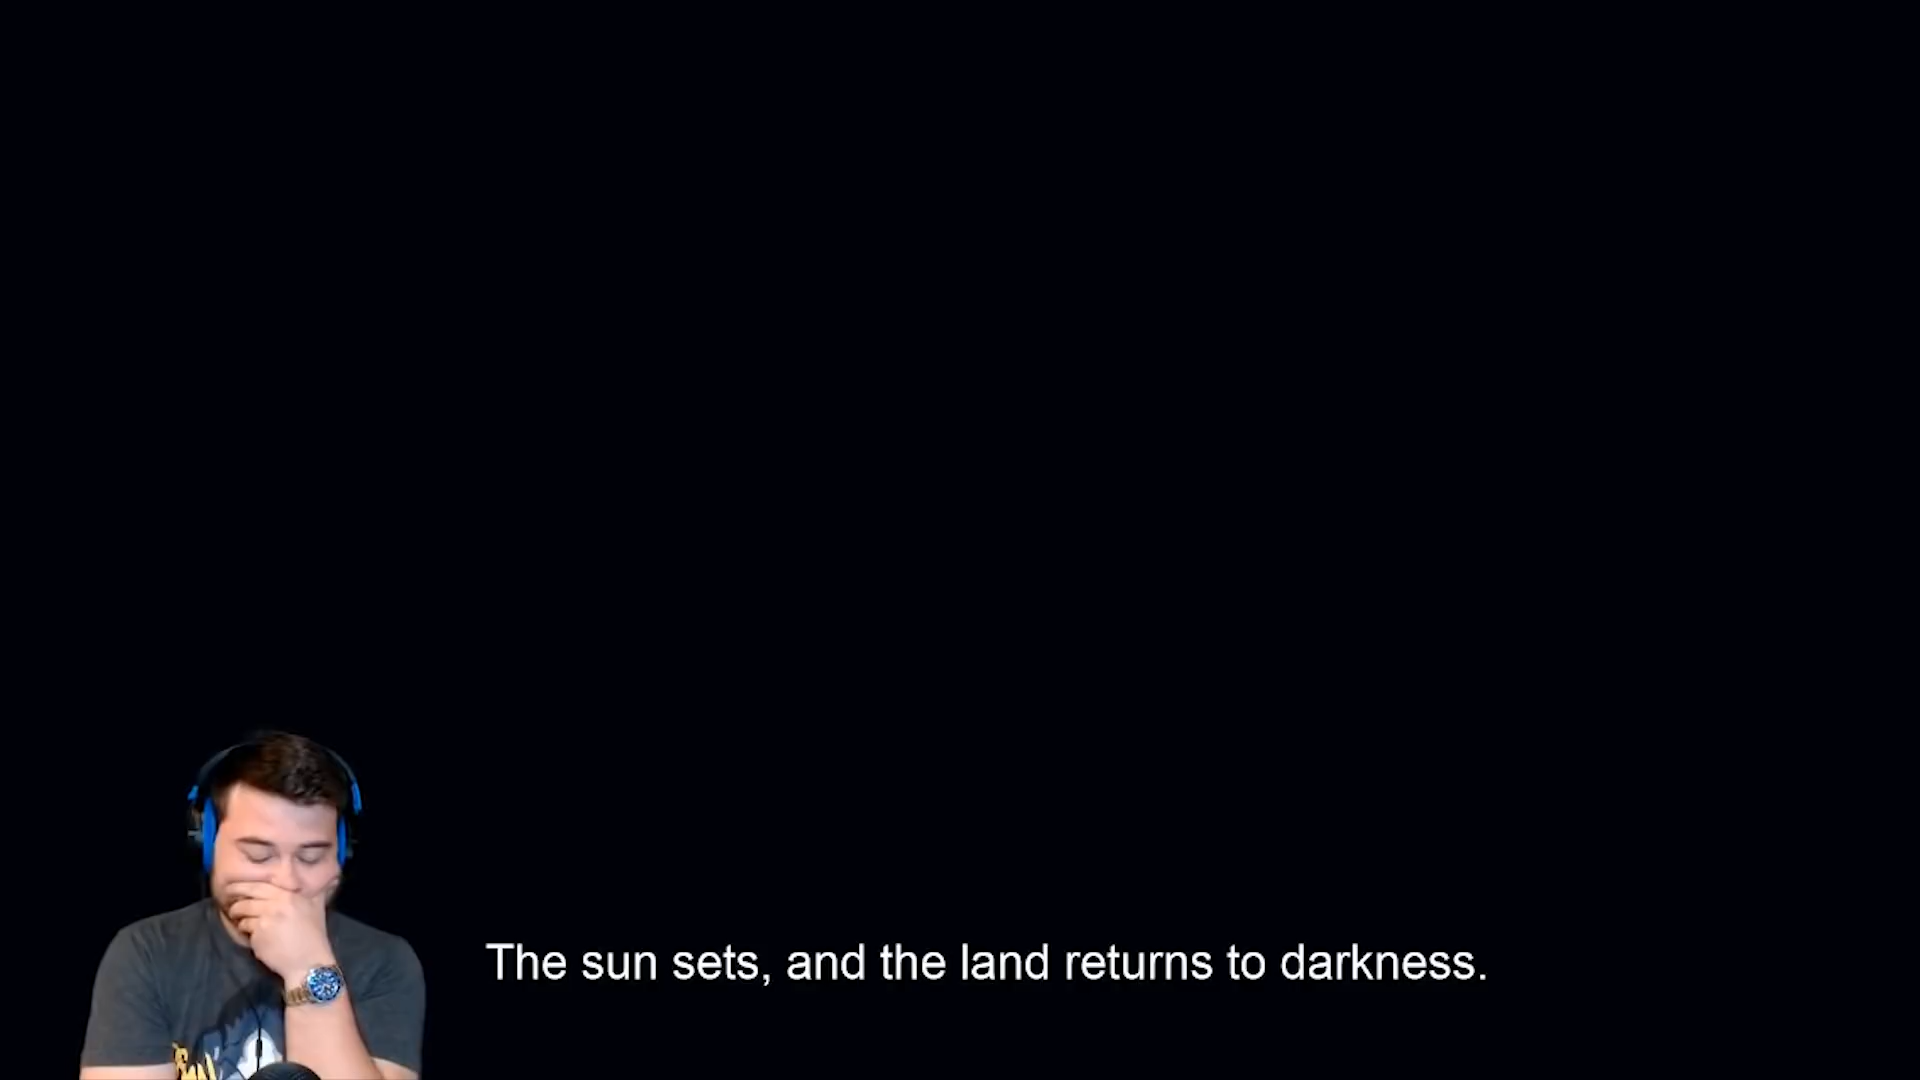 The sun sets, and the land returns to darkness.